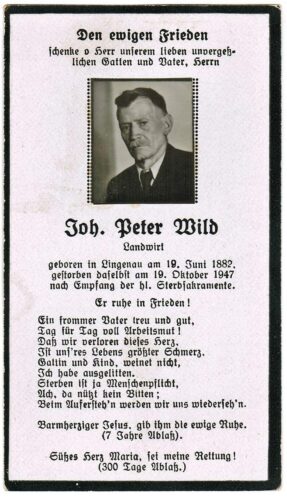 Den ewigen Frieden
schenke o Herr unserem lieben unvergeß-
lichen Gatten und Vater, Herrn
Joh. Peter Wild
Landwirt
geboren in Lingenau am 19. Juni 1882,
gestorben daselbst am 19. Oktober 1947
nach Empfang der hl. Sterbsakramente.
Er ruhe in Frieden!
Ein frommer Vater treu und gut,
Tag für Tag voll Arbeitsmut!
Daß wir verloren dieses Herz,
Ist uns'res Lebens größter Schmerz.
Gattin und Kind, weinet nicht,
Ich habe ausgelitten.
Sterben ist ja Menschenpflicht,
Ach, da nützt kein Bitten;
Beim Aufersteh'n werden wir uns wiederseh'n.
Barmherziger Jesus, gib ihm die ewige Ruhe.
(7 Jahre Ablaß.)
Süßes Herz Maria, sei meine Rettung!
(300 Tage Ablaß.)